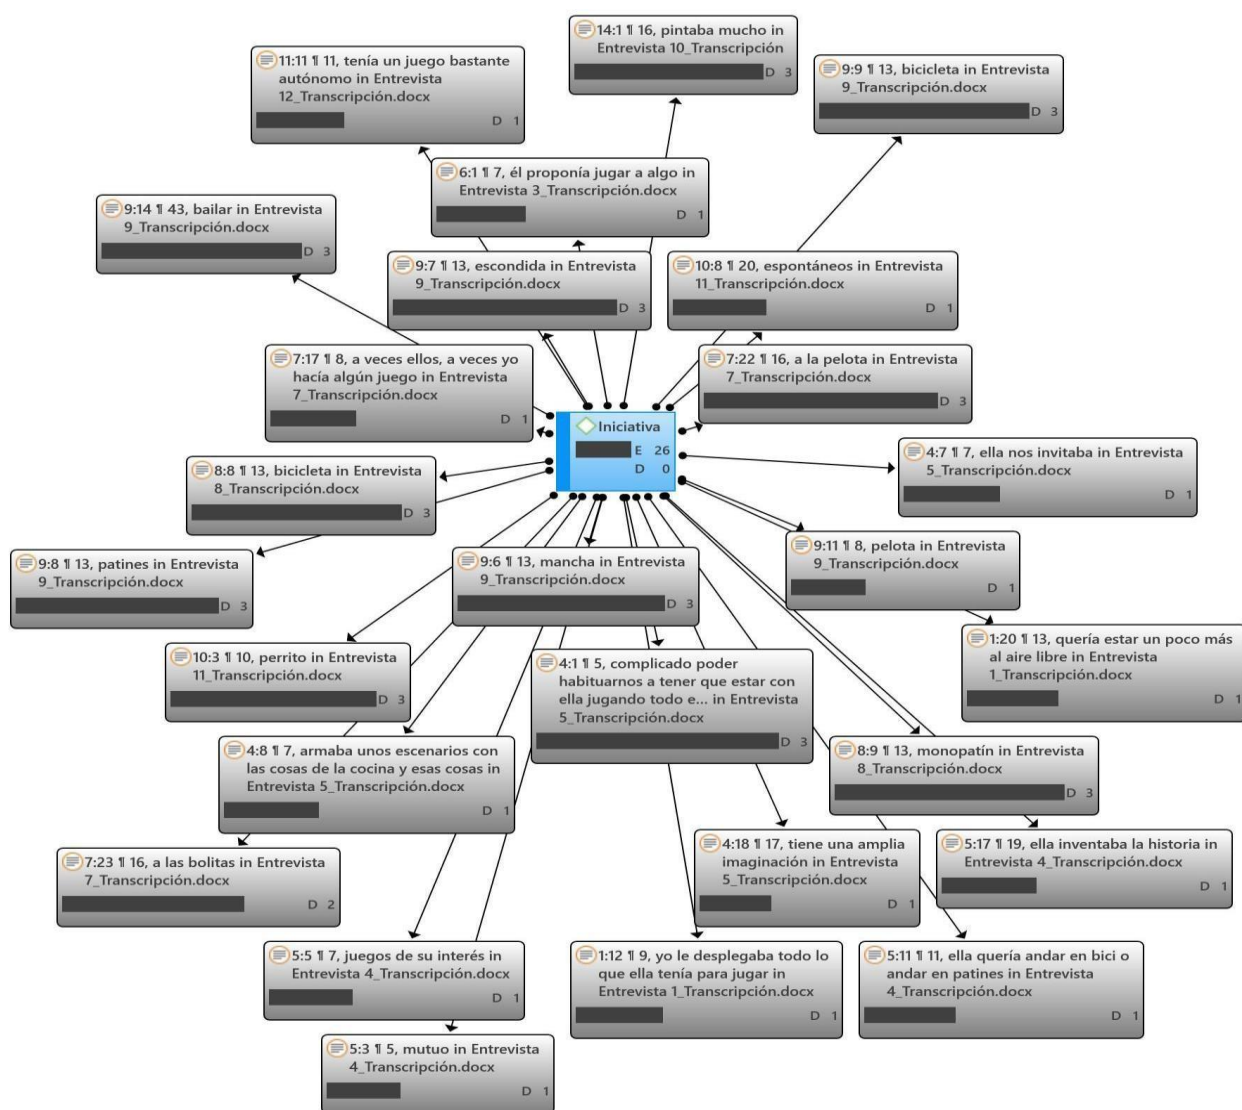 14:1 ¶ 16, pintaba mucho in
Entrevista 10_Transcripción
D 3
11:11 ¶ 11, tenía un juego bastante
autónomo in Entrevista
12_Transcripción.docx
D 1
9:9 ¶ 13, bicicleta in Entrevista
9_Transcripción.docx
D 3
6:1 ¶ 7, él proponía jugar a algo in
Entrevista 3_Transcripción.docx
D 1
9:14 ¶ 43, bailar in Entrevista
9_Transcripción.docx
D 3
9:7 ¶ 13, escondida in Entrevista
9_Transcripción.docx
D 3
10:8 ¶ 20, espontáneos in Entrevista
11_Transcripción.docx
D 1
7:17 ¶ 8, a veces ellos, a veces yo
hacía algún juego in Entrevista
7_Transcripción.docx
D 1
7:22 ¶ 16, a la pelota in Entrevista
7_Transcripción.docx
D 3
Iniciativa
E 26
D 0
4:7 ¶ 7, ella nos invitaba in Entrevista
5_Transcripción.docx
D 1
8:8 ¶ 13, bicicleta in Entrevista
8_Transcripción.docx
D 3
9:8 ¶ 13, patines in Entrevista
9_Transcripción.docx
D 3
9:6 ¶ 13, mancha in Entrevista
9_Transcripción.docx
D 3
9:11 ¶ 8, pelota in Entrevista
9_Transcripción.docx
D 1
1:20 ¶ 13, quería estar un poco más
al aire libre in Entrevista
1_Transcripción.docx
D 1
10:3 ¶ 10, perrito in Entrevista
11_Transcripción.docx
D 3
4:1 ¶ 5, complicado poder
habituarnos a tener que estar con
ella jugando todo e... in Entrevista
5_Transcripción.docx
D 3
4:8 ¶ 7, armaba unos escenarios con
las cosas de la cocina y esas cosas in
Entrevista 5_Transcripción.docx
D 1
8:9 ¶ 13, monopatín in Entrevista
8_Transcripción.docx
D 3
7:23 ¶ 16, a las bolitas in Entrevista
7_Transcripción.docx
D 2
4:18 ¶ 17, tiene una amplia
imaginación in Entrevista
5_Transcripción.docx
D 1
5:17 ¶ 19, ella inventaba la historia in
Entrevista 4_Transcripción.docx
D 1
5:5 ¶ 7, juegos de su interés in
Entrevista 4_Transcripción.docx
D 1
1:12 ¶ 9, yo le desplegaba todo lo
que ella tenía para jugar in
Entrevista 1_Transcripción.docx
D 1
5:11 ¶ 11, ella quería andar en bici o
andar en patines in Entrevista
4_Transcripción.docx
D 1
5:3 ¶ 5, mutuo in Entrevista
4_Transcripción.docx
D 1